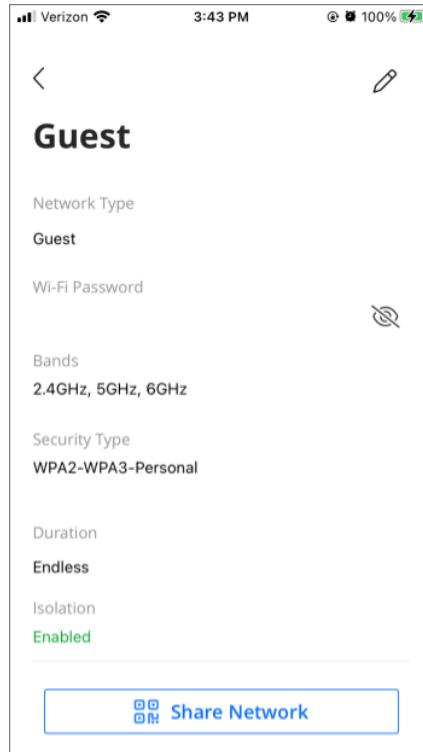 Verizon 3:43 PM 100%
Guest
Network Type
Guest
Wi-Fi Password
Bands
2.4GHz, 5GHz, 6GHz
Security Type
WPA2-WPA3-Personal
Duration
Endless
Isolation
Enabled
Share Network